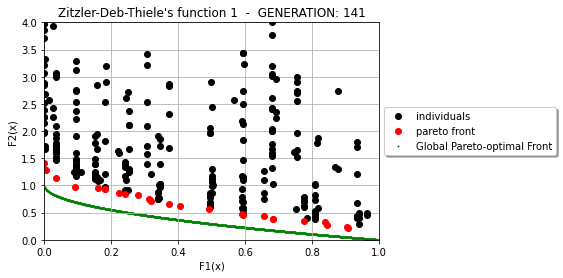 Zitzler-Deb-Thiele's function 1 - GENERATION: 141
4.0
3.5
3.0
2.5
2.0
1.5
1.0
0.5
0.0
F2(x)
0.0 0.2 0.4 0.6 0.8 1.0
F1(x)
individuals
pareto front
Global Pareto-optimal Front